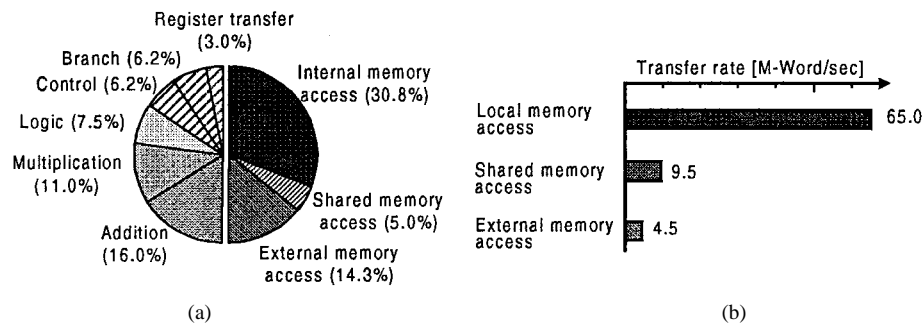 Register transfer
(3.0%)
Branch (6.2%)
Control (6.2%)
Logic (7.5%)
Multiplication
(11.0%)
Addition
(16.0%)
Internal memory
access (30.8%)
Shared memory
access (5.0%)
External memory
access (14.3%)
(a)
Transfer rate [M-Word/sec]
Local memory
access
65.0
Shared memory
access
9.5
External memory
access
4.5
(b)